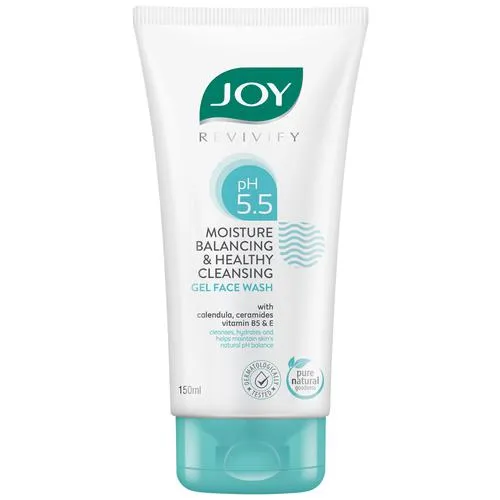 JOY
REVIVIFY
pH
5.5
MOISTURE
BALANCING
& HEALTHY
CLEANSING
GEL FACE WASH
with
calendula, ceramides
vitamin B5 & E
cleanses, hydrates and
helps maintain skin's
natural pH balance
150ml
DERMATOLOGICALLY
TESTED
pure
natural
goodness